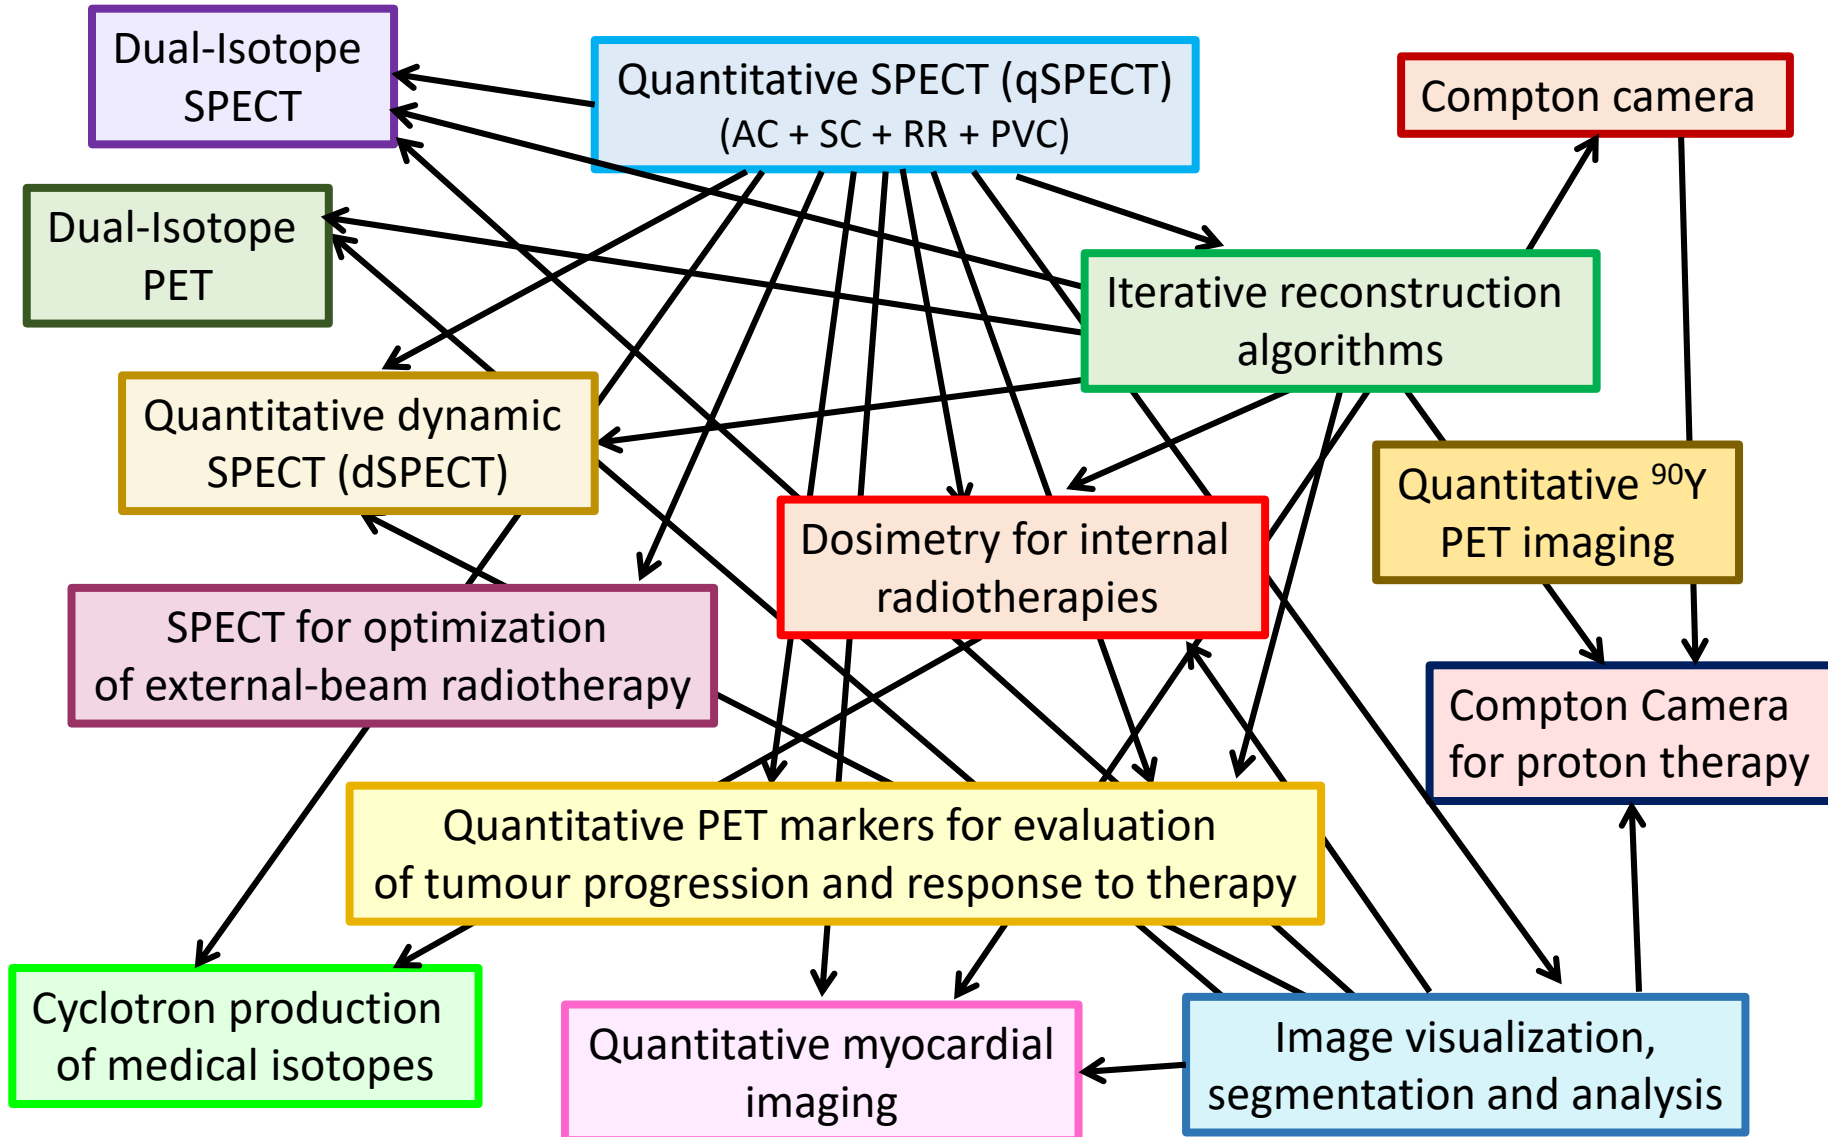 Dual-Isotope
SPECT
Quantitative SPECT (qSPECT)
(AC + SC + RR + PVC)
Compton camera
Dual-Isotope
PET
Iterative reconstruction
algorithms
Quantitative dynamic
SPECT (dSPECT)
Quantitative ⁹⁰Y
PET imaging
Dosimetry for internal
radiotherapies
SPECT for optimization
of external-beam radiotherapy
Compton Camera
for proton therapy
Quantitative PET markers for evaluation
of tumour progression and response to therapy
Cyclotron production
of medical isotopes
Quantitative myocardial
imaging
Image visualization,
segmentation and analysis